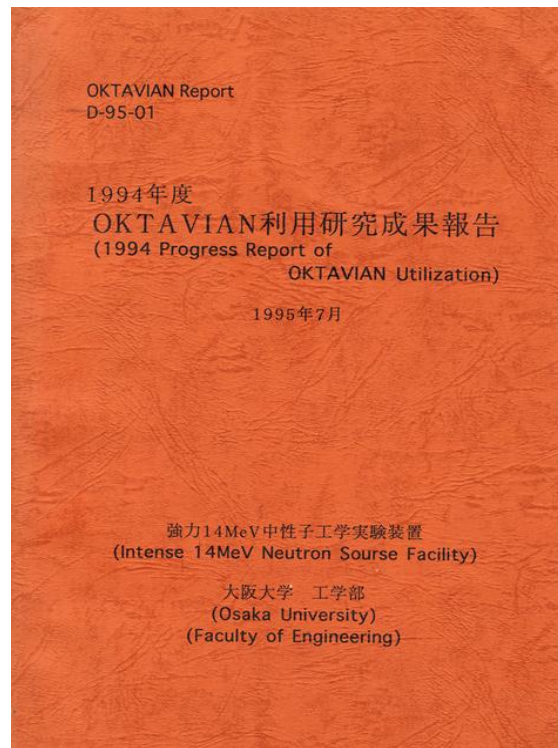 OKTAVIAN Report
D-95-01
1994年度
OKTAVIAN利用研究成果報告
(1994 Progress Report of
OKTAVIAN Utilization)
1995年7月
強力14MeV中性子工学実験装置
(Intense 14MeV Neutron Sourse Facility)
大阪大学　工学部
(Osaka University)
(Faculty of Engineering)